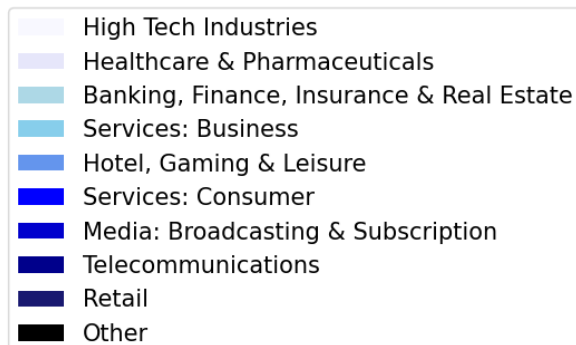 High Tech Industries
Healthcare & Pharmaceuticals
Banking, Finance, Insurance & Real Estate
Services: Business
Hotel, Gaming & Leisure
Services: Consumer
Media: Broadcasting & Subscription
Telecommunications
Retail
Other